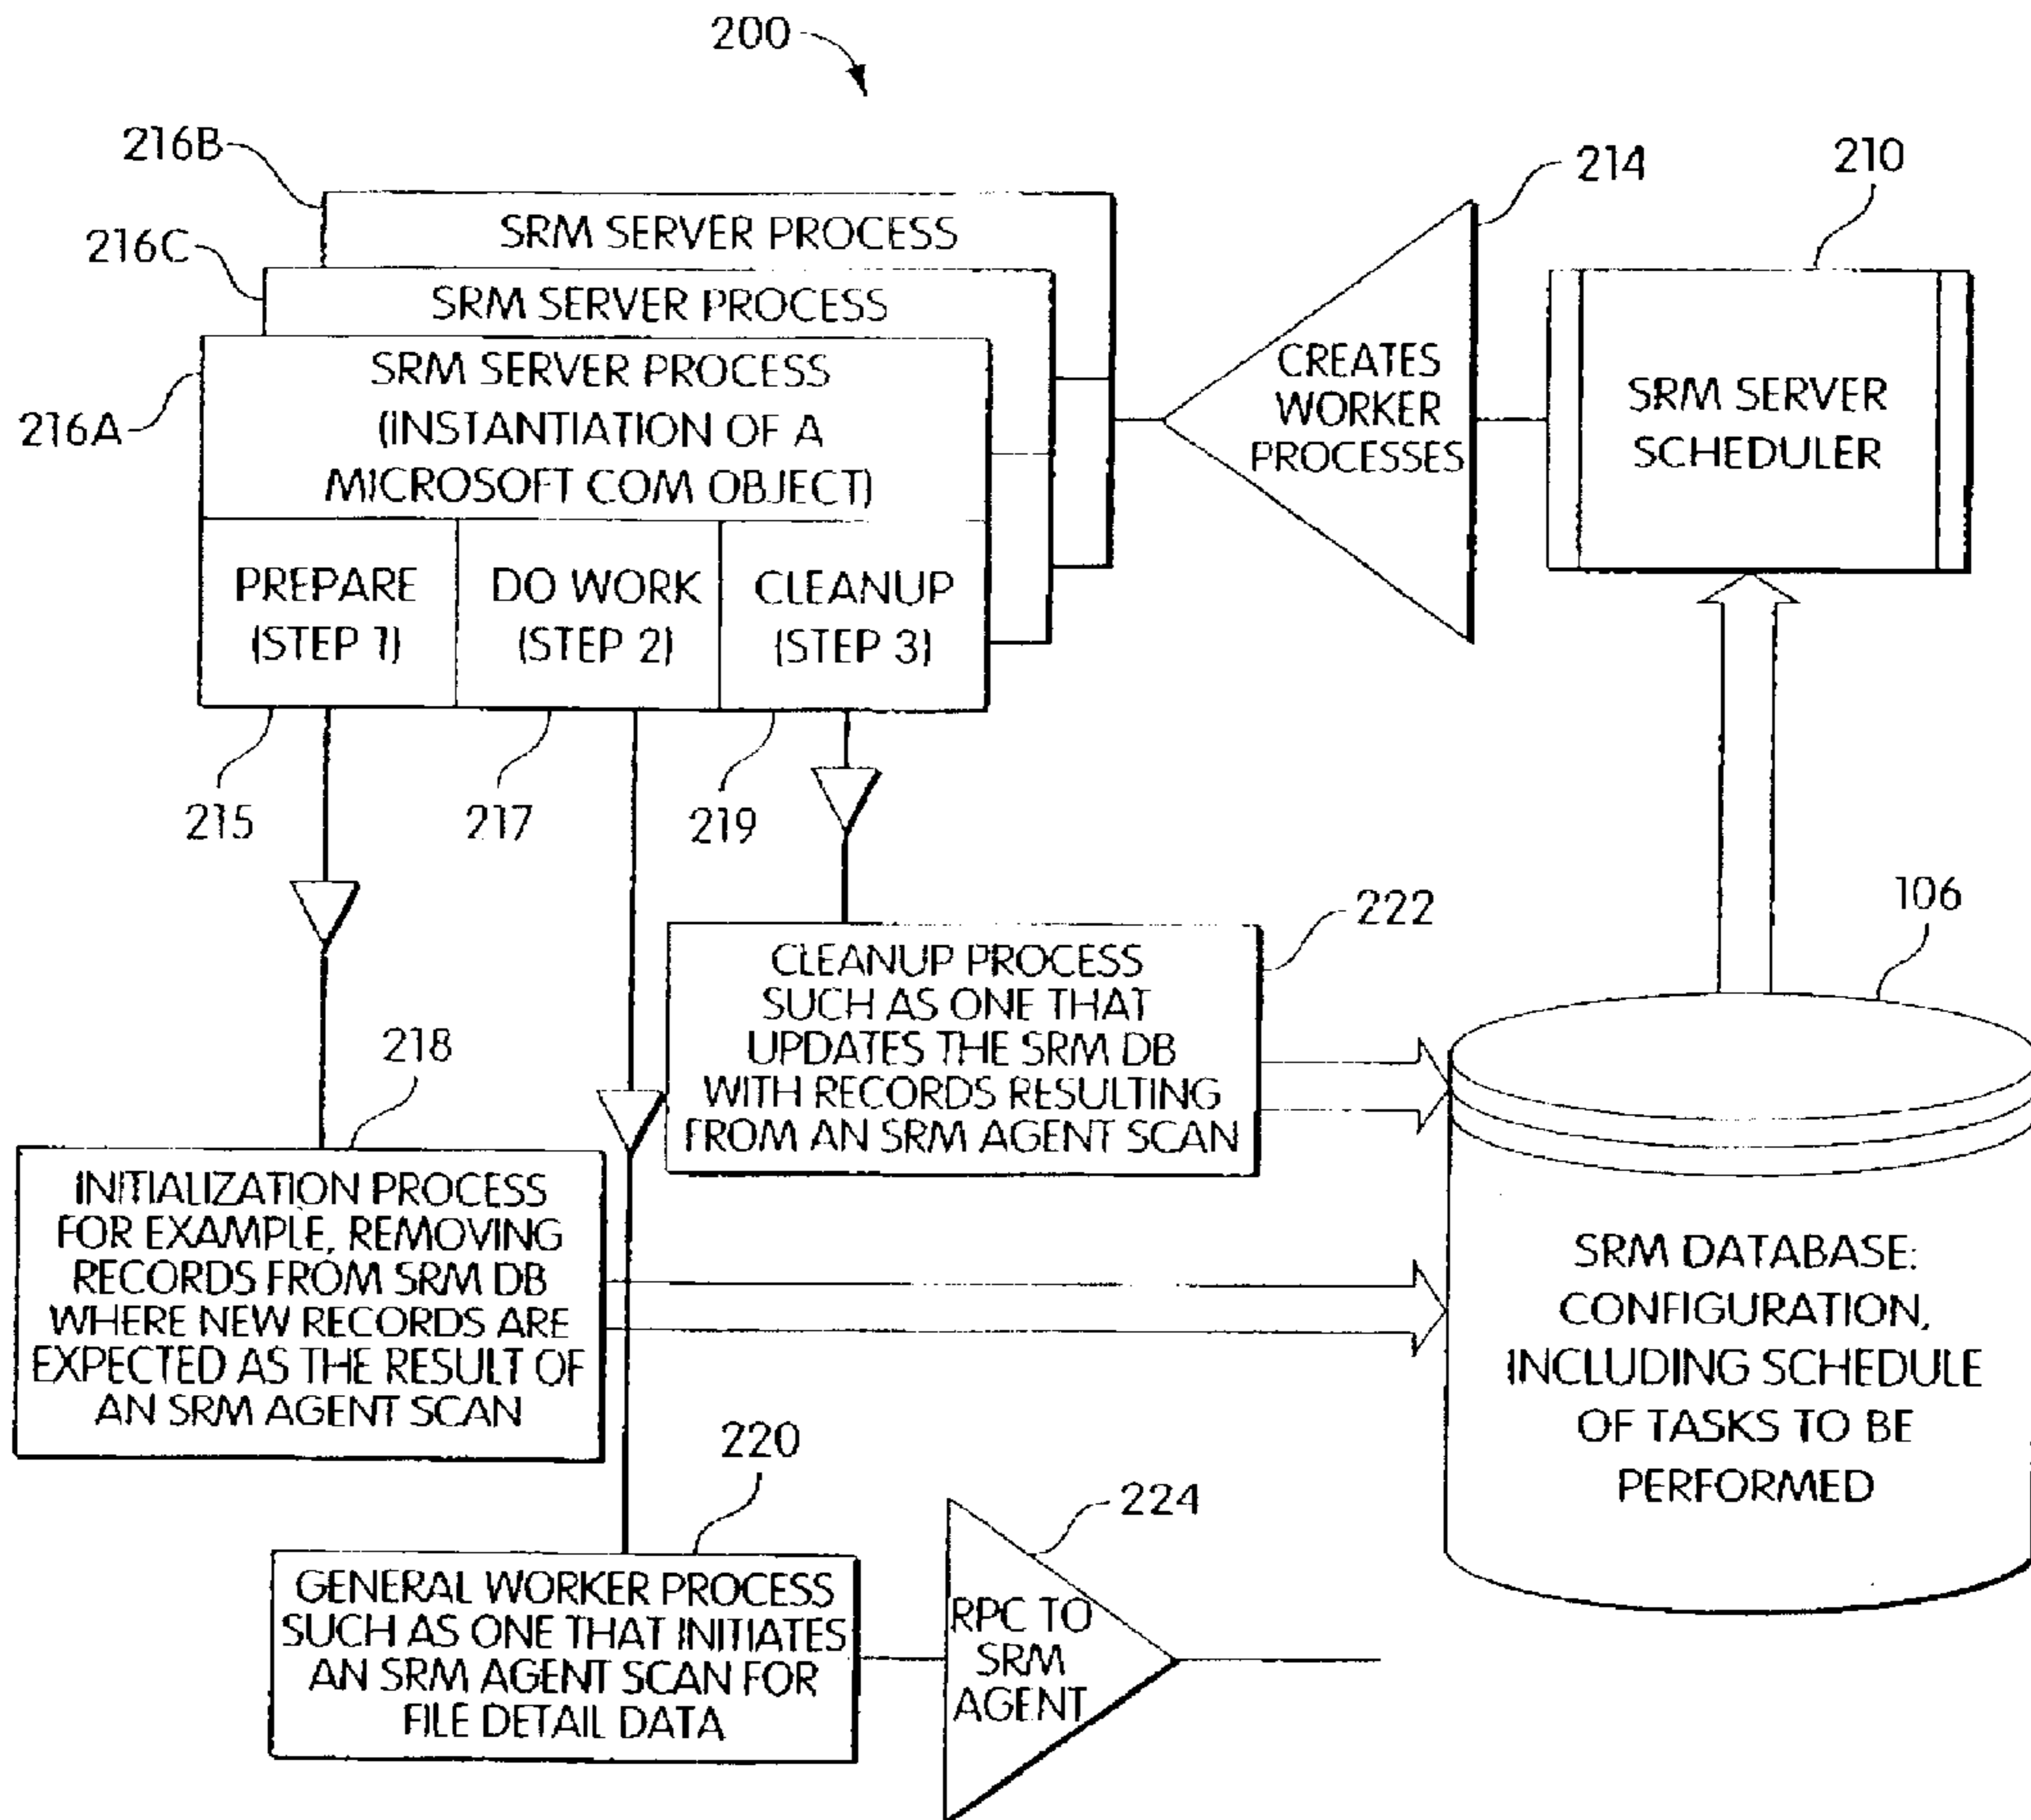 200
216B
214
210
SRM SERVER PROCESS
216C
SRM SERVER PROCESS
216A
SRM SERVER PROCESS
(INSTANTIATION OF A
MICROSOFT COM OBJECT)
CREATES
WORKER
PROCESSES
SRM SERVER
SCHEDULER
PREPARE
(STEP 1)
DO WORK
(STEP 2)
CLEANUP
(STEP 3)
215
217
219
222
106
CLEANUP PROCESS
SUCH AS ONE THAT
UPDATES THE SRM DB
WITH RECORDS RESULTING
FROM AN SRM AGENT SCAN
218
INITIALIZATION PROCESS
FOR EXAMPLE, REMOVING
RECORDS FROM SRM DB
WHERE NEW RECORDS ARE
EXPECTED AS THE RESULT OF
AN SRM AGENT SCAN
SRM DATABASE:
CONFIGURATION,
INCLUDING SCHEDULE
OF TASKS TO BE
PERFORMED
220
224
GENERAL WORKER PROCESS
SUCH AS ONE THAT INITIATES
AN SRM AGENT SCAN FOR
FILE DETAIL DATA
RPC TO
SRM
AGENT